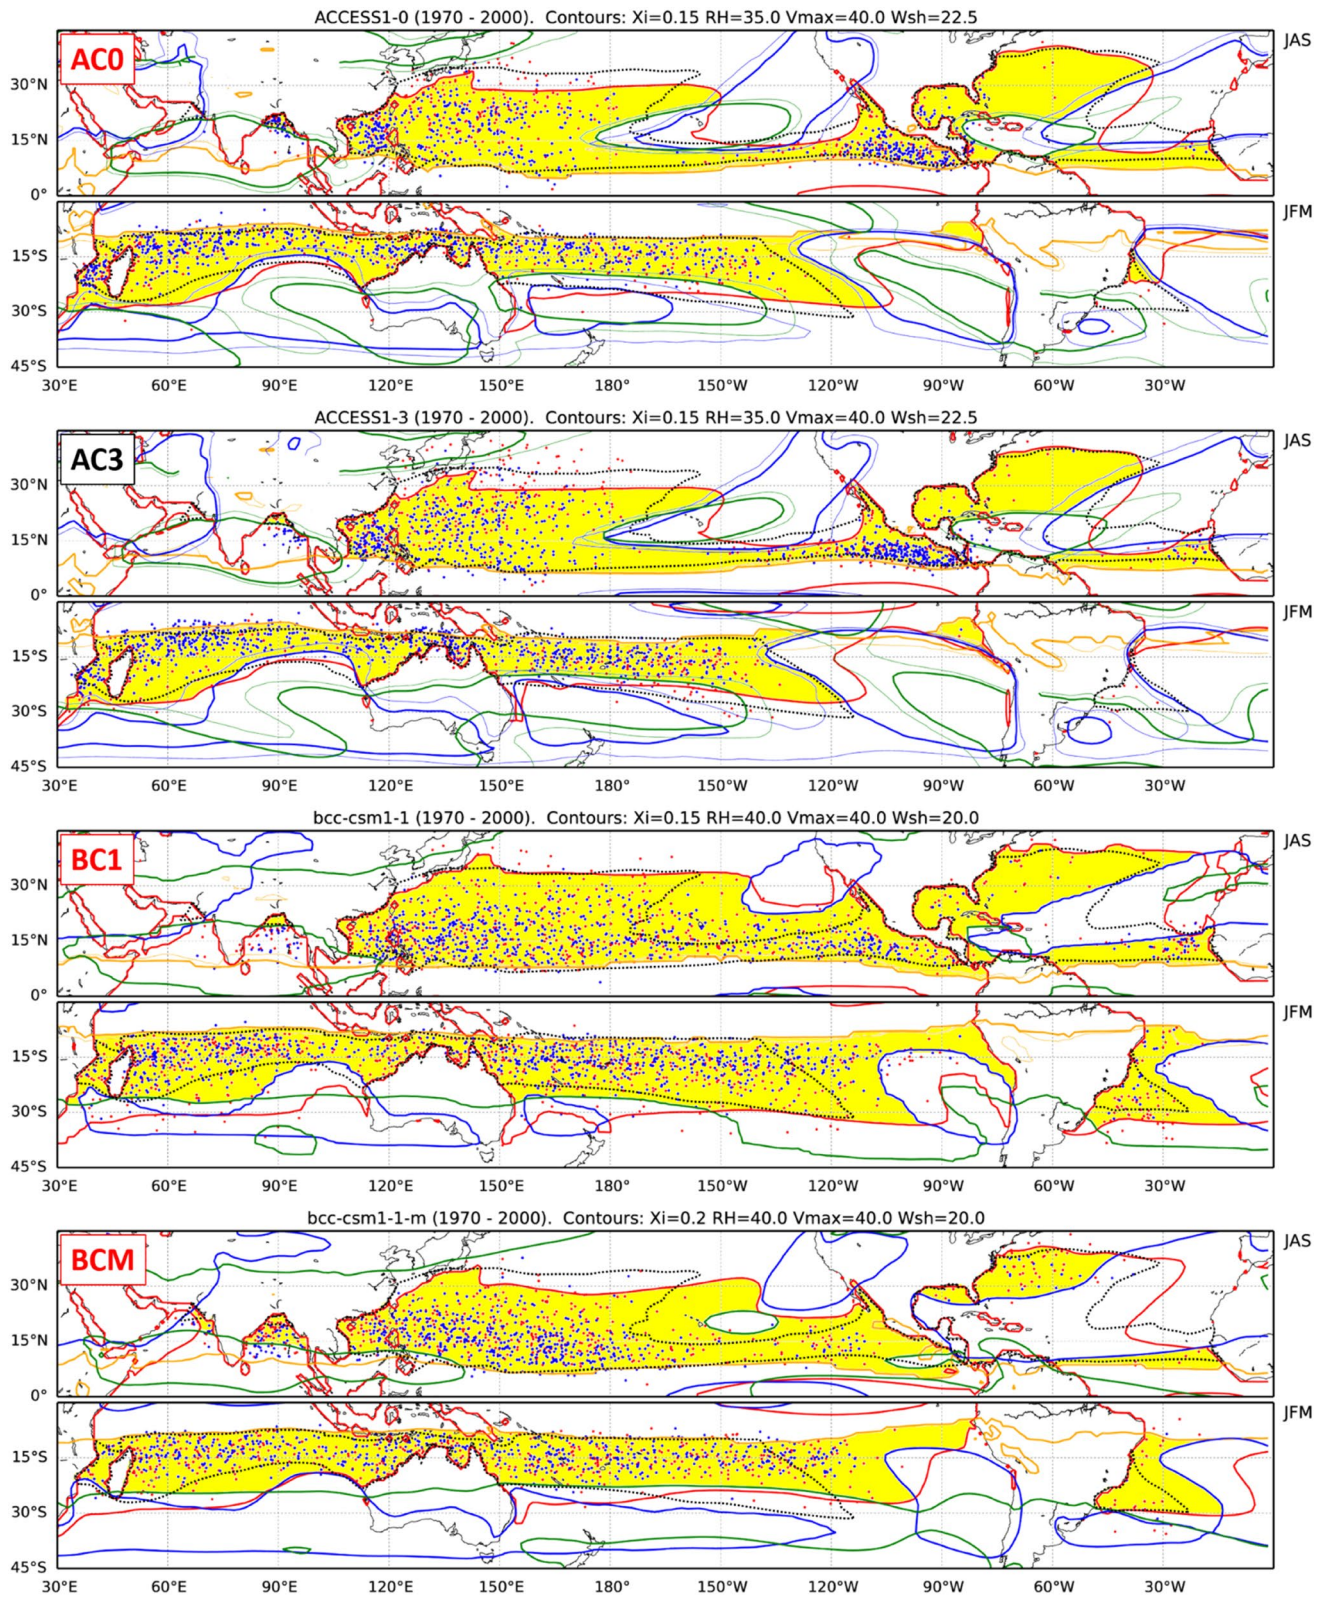 ACCESS1-0 (1970 - 2000).  Contours: Xi=0.15 RH=35.0 Vmax=40.0 Wsh=22.5
AC0
JAS
30°N
15°N
0°
JFM
15°S
30°S
45°S
30°E 60°E 90°E 120°E 150°E 180° 150°W 120°W 90°W 60°W 30°W
ACCESS1-3 (1970 - 2000).  Contours: Xi=0.15 RH=35.0 Vmax=40.0 Wsh=22.5
AC3
JAS
30°N
15°N
0°
JFM
15°S
30°S
45°S
30°E 60°E 90°E 120°E 150°E 180° 150°W 120°W 90°W 60°W 30°W
bcc-csm1-1 (1970 - 2000).  Contours: Xi=0.15 RH=40.0 Vmax=40.0 Wsh=20.0
BC1
JAS
30°N
15°N
0°
JFM
15°S
30°S
45°S
30°E 60°E 90°E 120°E 150°E 180° 150°W 120°W 90°W 60°W 30°W
bcc-csm1-1-m (1970 - 2000).  Contours: Xi=0.2 RH=40.0 Vmax=40.0 Wsh=20.0
BCM
JAS
30°N
15°N
0°
JFM
15°S
30°S
45°S
30°E 60°E 90°E 120°E 150°E 180° 150°W 120°W 90°W 60°W 30°W